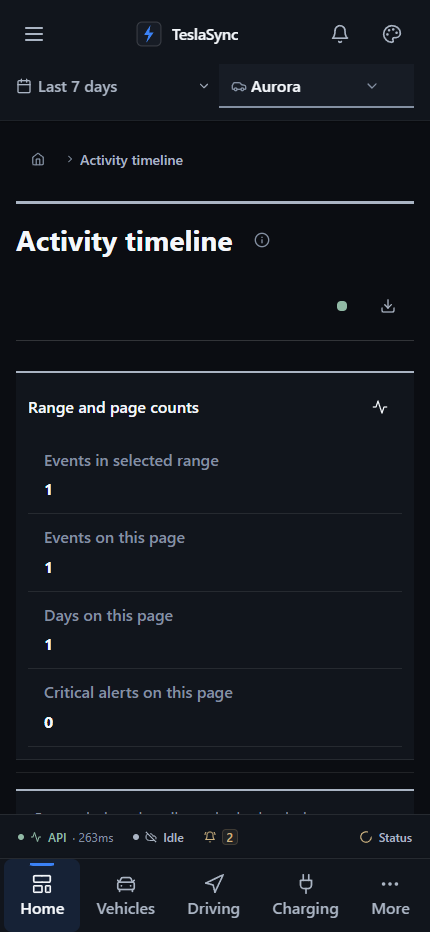 TeslaSync
Last 7 days
Aurora
Activity timeline
Activity timeline
Range and page counts
Events in selected range
1
Events on this page
1
Days on this page
1
Critical alerts on this page
0
API · 263ms
Idle
2
Status
Home
Vehicles
Driving
Charging
More